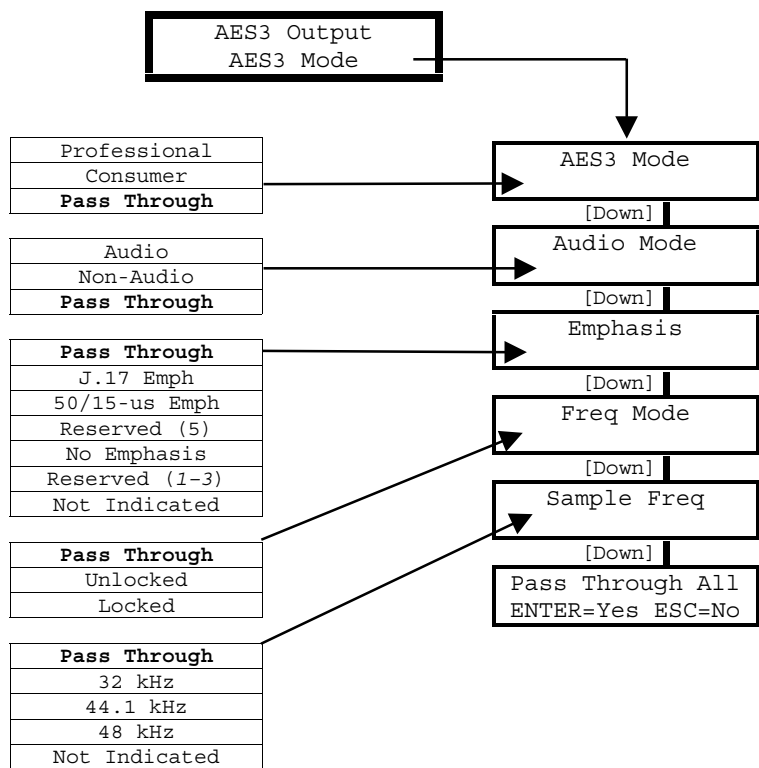 AES3 Output
AES3 Mode
Professional
Consumer
Pass Through
AES3 Mode
[Down]
Audio
Non-Audio
Pass Through
Audio Mode
[Down]
Pass Through
J.17 Emph
50/15-us Emph
Reserved (5)
No Emphasis
Reserved (1-3)
Not Indicated
Emphasis
[Down]
Freq Mode
[Down]
Pass Through
Unlocked
Locked
Sample Freq
[Down]
Pass Through
32 kHz
44.1 kHz
48 kHz
Not Indicated
Pass Through All
ENTER=Yes ESC=No